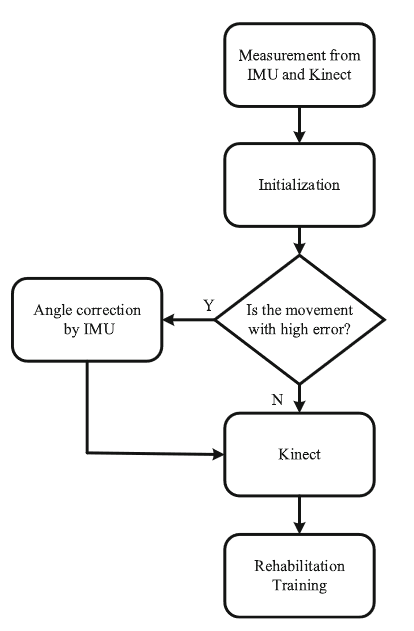 Measurement from
IMU and Kinect
Initialization
Is the movement
with high error?
Y
Angle correction
by IMU
N
Kinect
Rehabilitation
Training